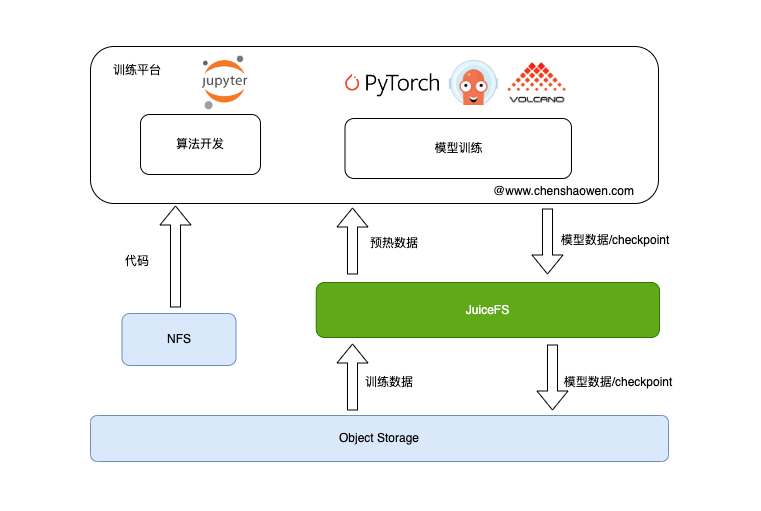 训练平台
jupyter
PyTorch
VOLCANO
算法开发
模型训练
@www.chenshaowen.com
代码
预热数据
模型数据/checkpoint
JuiceFS
NFS
训练数据
模型数据/checkpoint
Object Storage